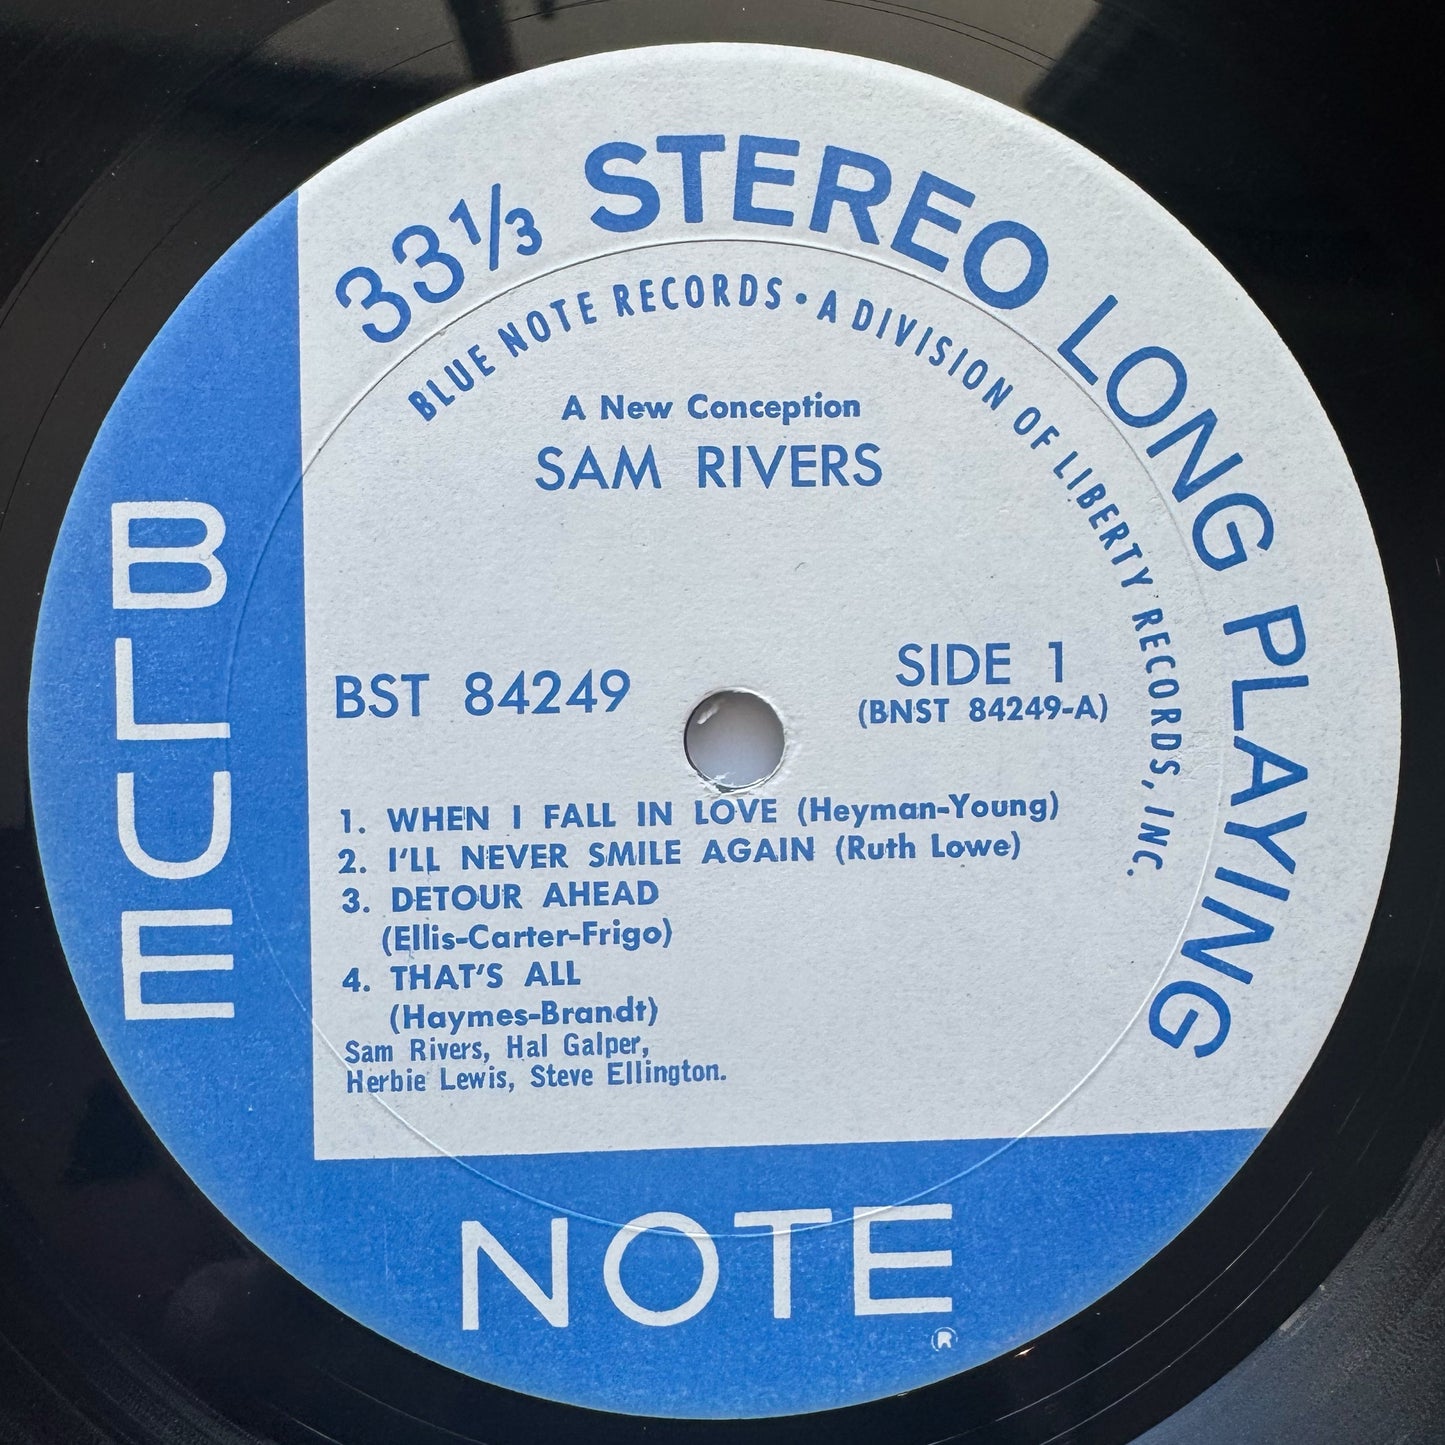 33 1/3 STEREO LONG PLAYING
BLUE NOTE RECORDS • A DIVISION OF LIBERTY RECORDS, INC.
A New Conception
SAM RIVERS
BST 84249
SIDE 1
(BNST 84249-A)
1. WHEN I FALL IN LOVE (Heyman-Young)
2. I'LL NEVER SMILE AGAIN (Ruth Lowe)
3. DETOUR AHEAD
(Ellis-Carter-Frigo)
4. THAT'S ALL
(Haymes-Brandt)
Sam Rivers, Hal Galper,
Herbie Lewis, Steve Ellington.
BLUE
NOTE
®